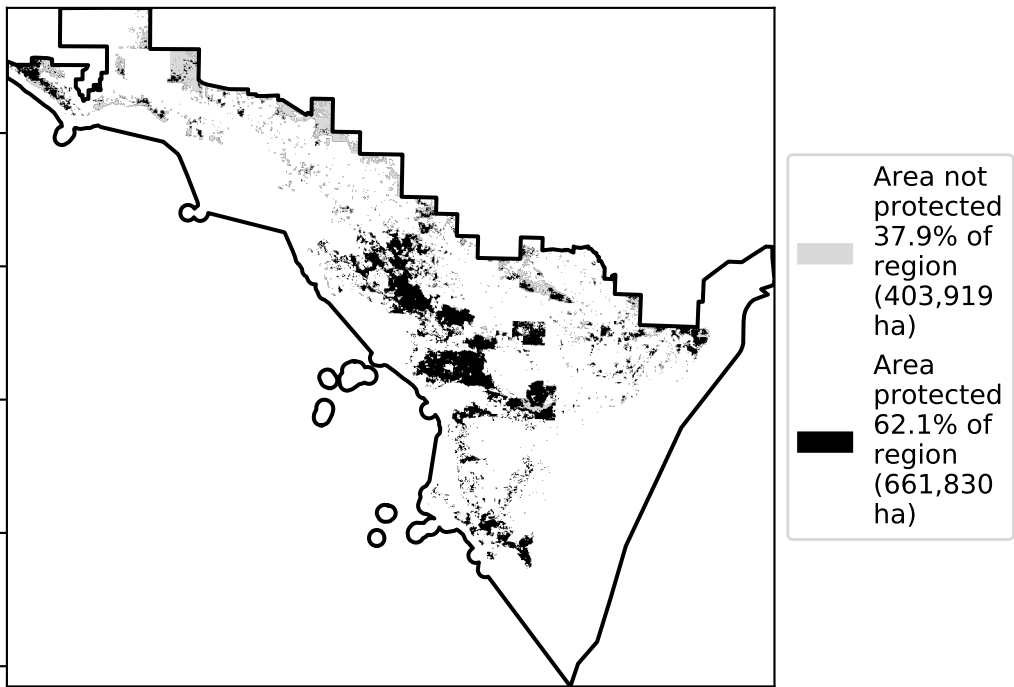 Area not
protected
37.9% of
region
(403,919
ha)
Area
protected
62.1% of
region
(661,830
ha)